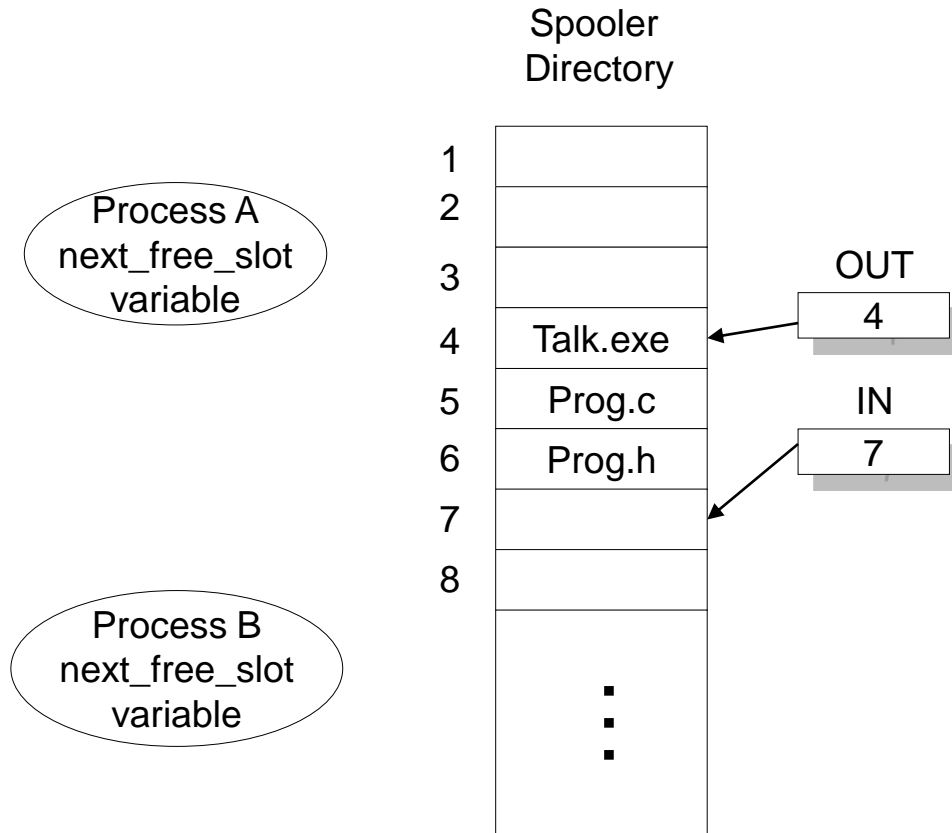 Spooler
Directory
1
2
3
4
5
6
7
8
Process A
next_free_slot
variable
Process B
next_free_slot
variable
Talk.exe
Prog.c
Prog.h
OUT
4
IN
7